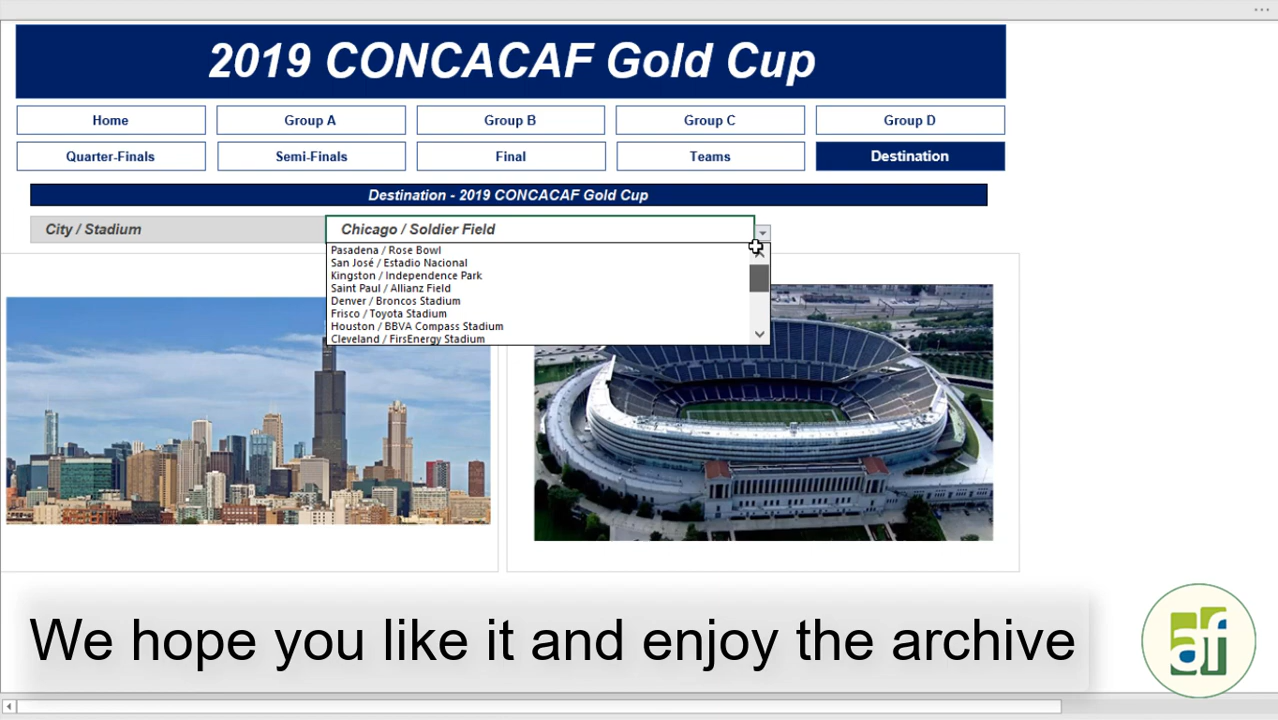 2019 CONCACAF Gold Cup
Home Group A Group B Group C Group D
Quarter-Finals Semi-Finals Final Teams Destination
Destination - 2019 CONCACAF Gold Cup
City / Stadium Chicago / Soldier Field
Pasadena / Rose Bowl
San José / Estadio Nacional
Kingston / Independence Park
Saint Paul / Allianz Field
Denver / Broncos Stadium
Frisco / Toyota Stadium
Houston / BBVA Compass Stadium
Cleveland / FirsEnergy Stadium
We hope you like it and enjoy the archive
af